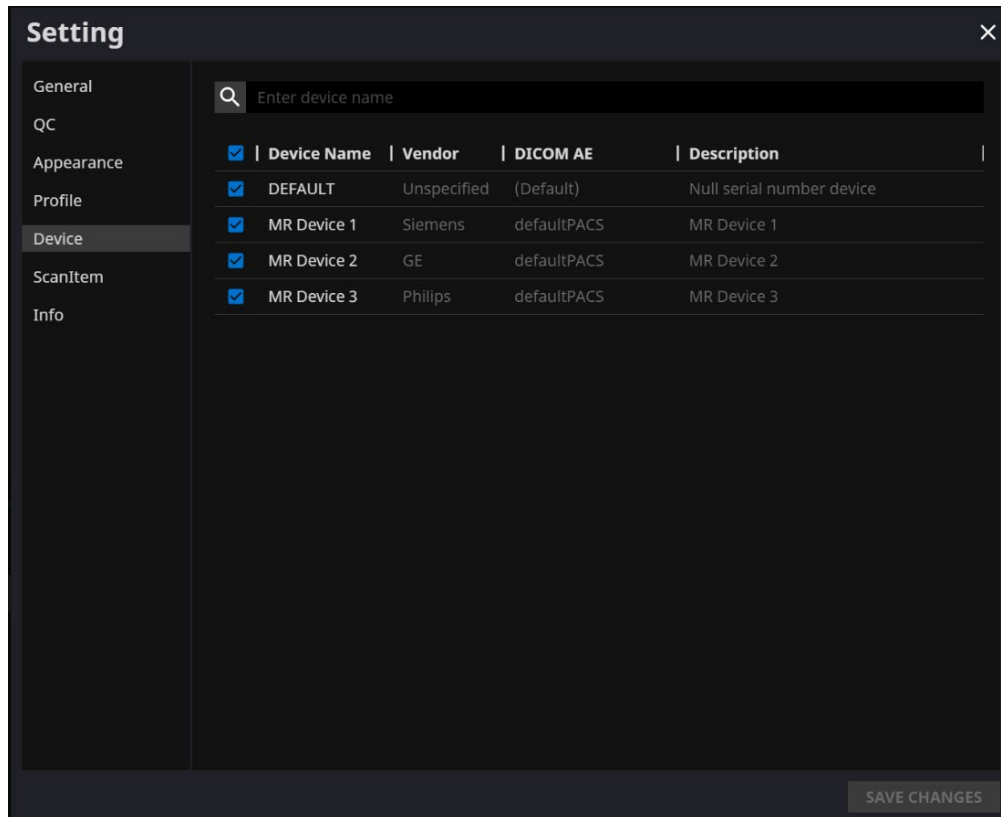 Setting
General
QC
Appearance
Profile
Device
ScanItem
Info
Enter device name
Device Name Vendor DICOM AE Description
DEFAULT Unspecified (Default) Null serial number device
MR Device 1 Siemens defaultPACS MR Device 1
MR Device 2 GE defaultPACS MR Device 2
MR Device 3 Philips defaultPACS MR Device 3
SAVE CHANGES